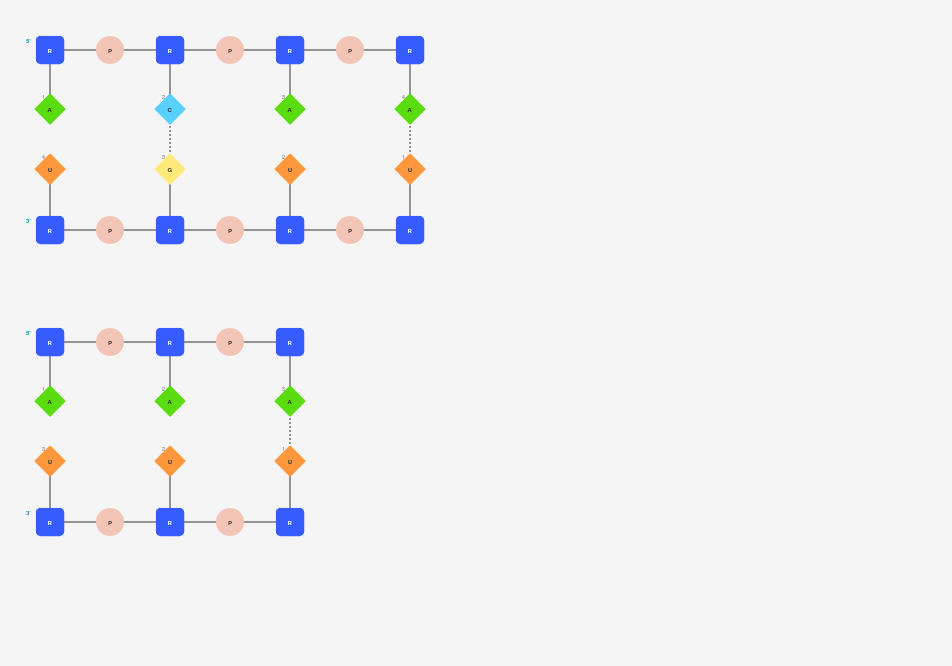 5'
R P R P R P R
1 2 3 4
A C A A
4 3 2 1
U G U U
3'
R P R P R P R
5'
R P R P R
1 2 3
A A A
3 2 1
U U U
3'
R P R P R